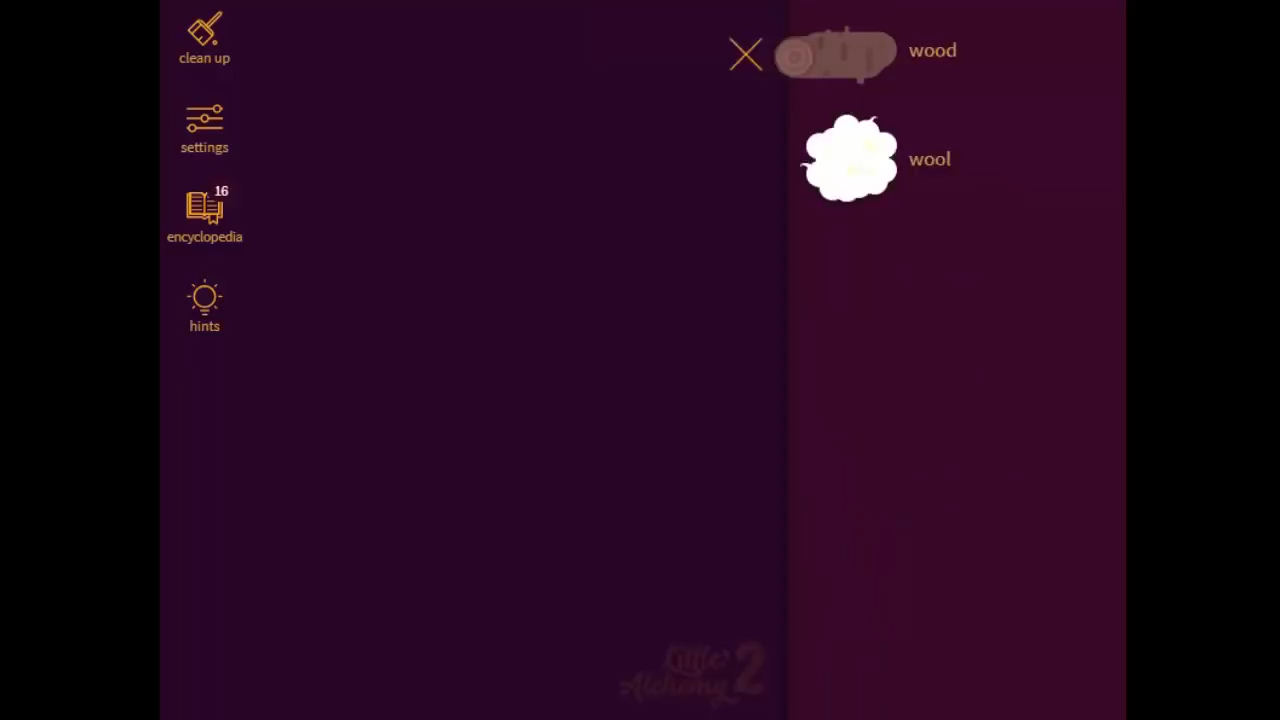 clean up
settings
16
encyclopedia
hints
wood
wool
Little
Alchemy 2